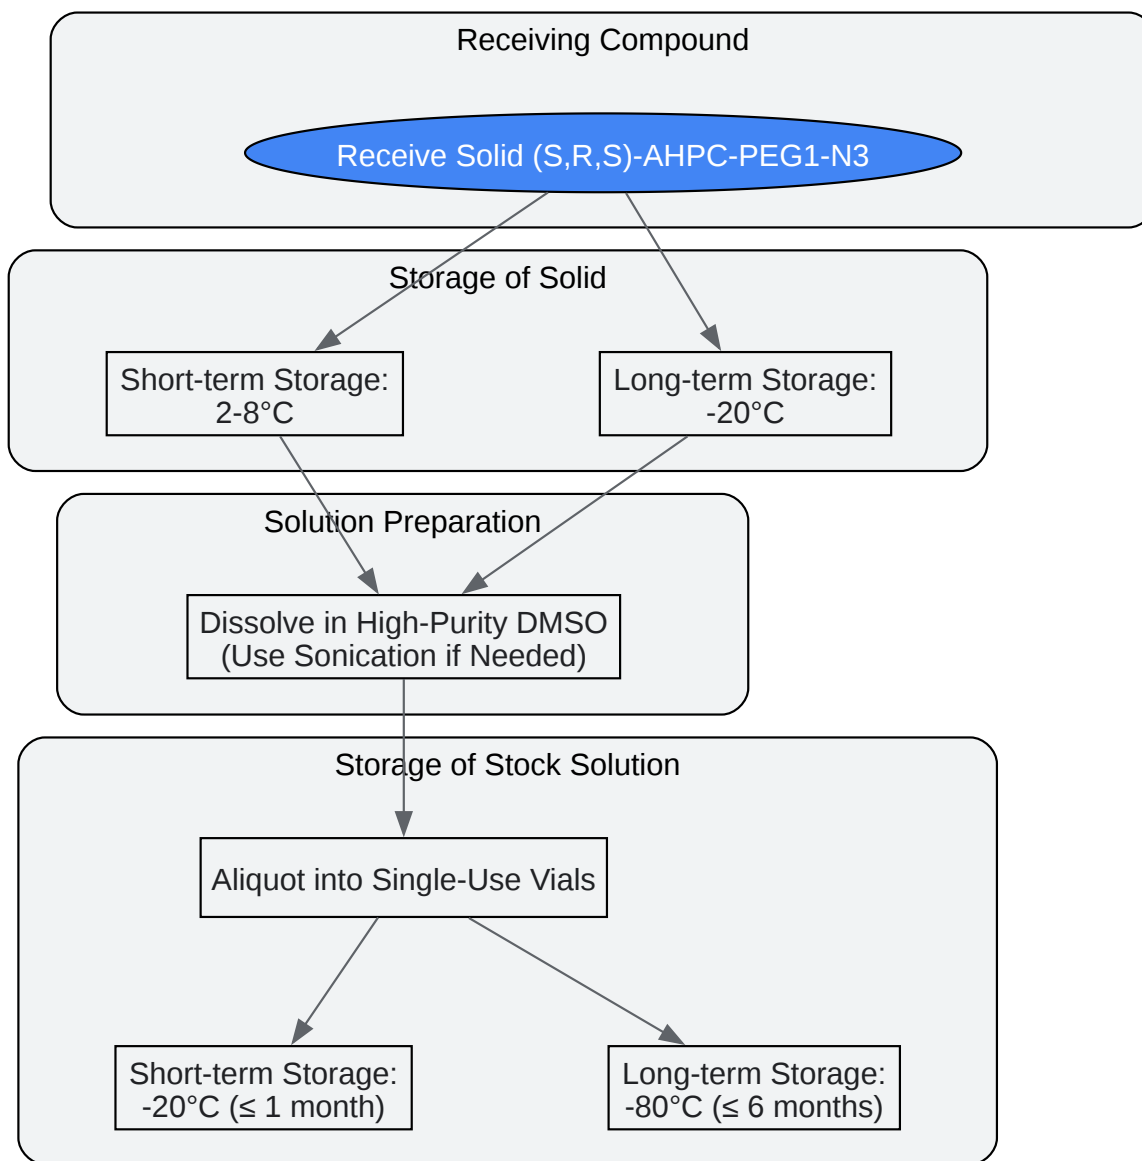 Receiving Compound
Receive Solid (S,R,S)-AHPC-PEG1-N3
Storage of Solid
Short-term Storage:
2-8°C
Long-term Storage:
-20°C
Solution Preparation
Dissolve in High-Purity DMSO
(Use Sonication if Needed)
Storage of Stock Solution
Aliquot into Single-Use Vials
Short-term Storage:
-20°C (≤ 1 month)
Long-term Storage:
-80°C (≤ 6 months)